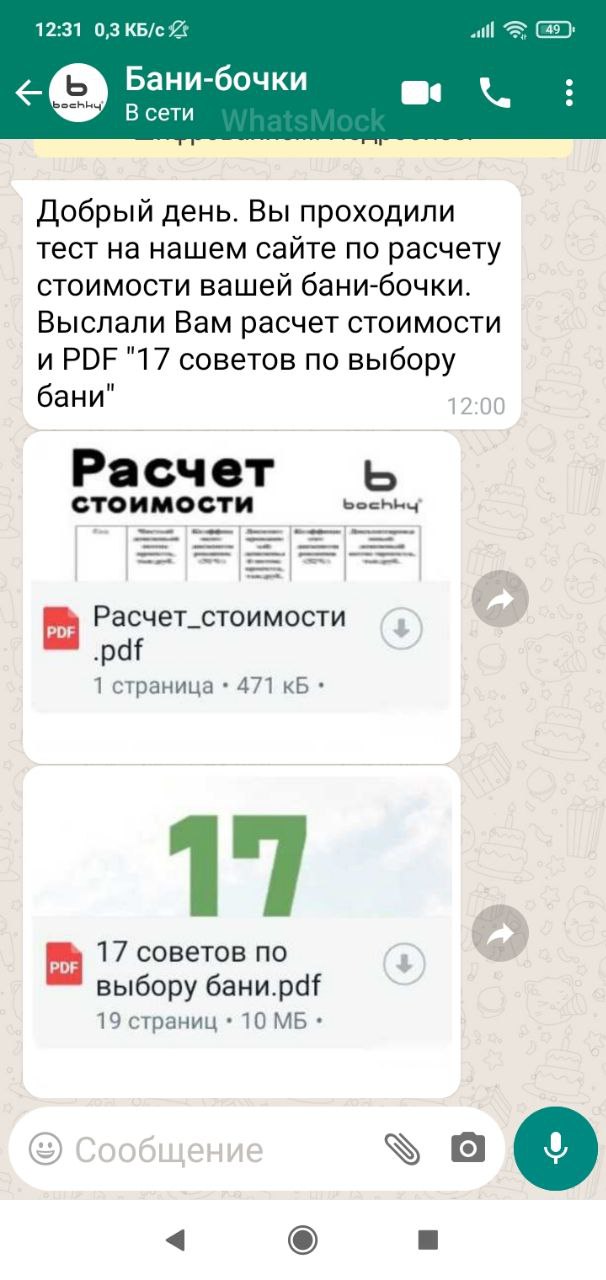 12:31 0,3 КБ/с
49
Бани-бочки
В сети
WhatsMock
b
bochky
Добрый день. Вы проходили
тест на нашем сайте по расчету
стоимости вашей бани-бочки.
Выслали Вам расчет стоимости
и PDF "17 советов по выбору
бани"
12:00
Расчет
стоимости
b
bochky
PDF
Расчет_стоимости
.pdf
1 страница • 471 кБ •
17
PDF
17 советов по
выбору бани.pdf
19 страниц • 10 МБ •
Сообщение